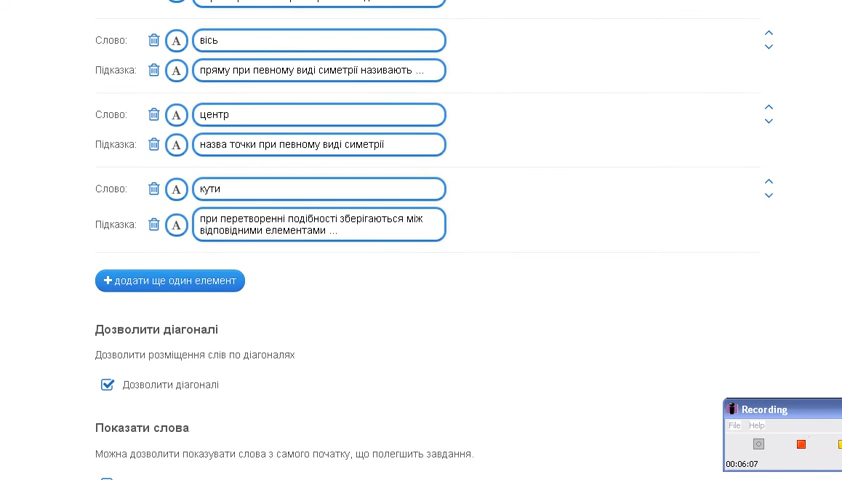 Слово: A вісь
Підказка: A пряму при певному виді симетрії називають ...
Слово: A центр
Підказка: A назва точки при певному виді симетрії
Слово: A кути
Підказка: A при перетворенні подібності зберігаються між
відповідними елементами ...
+ додати ще один елемент
Дозволити діагоналі
Дозволити розміщення слів по діагоналях
Дозволити діагоналі
Показати слова
Можна дозволити показувати слова з самого початку, що полегшить завдання.
Recording
File Help
00:06:07